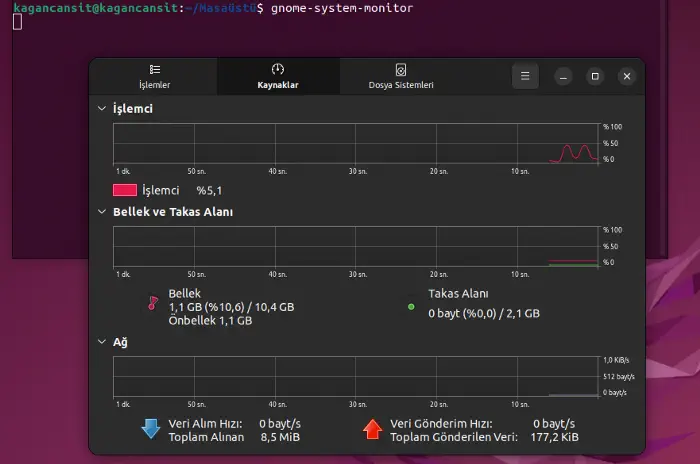 kagancansit@kagancansit:~/Masaüstü$ gnome-system-monitor
İşlemler Kaynaklar Dosya Sistemleri
İşlemci
% 100
% 50
% 0
1 dk. 50 sn. 40 sn. 30 sn. 20 sn. 10 sn.
İşlemci %5,1
Bellek ve Takas Alanı
% 100
% 50
% 0
1 dk. 50 sn. 40 sn. 30 sn. 20 sn. 10 sn.
Bellek
1,1 GB (%10,6) / 10,4 GB
Önbellek 1,1 GB
Takas Alanı
0 bayt (%0,0) / 2,1 GB
Ağ
1,0 KiB/s
512 bayt/s
0 bayt/s
1 dk. 50 sn. 40 sn. 30 sn. 20 sn. 10 sn.
Veri Alım Hızı: 0 bayt/s
Toplam Alınan 8,5 MiB
Veri Gönderim Hızı: 0 bayt/s
Toplam Gönderilen Veri: 177,2 KiB